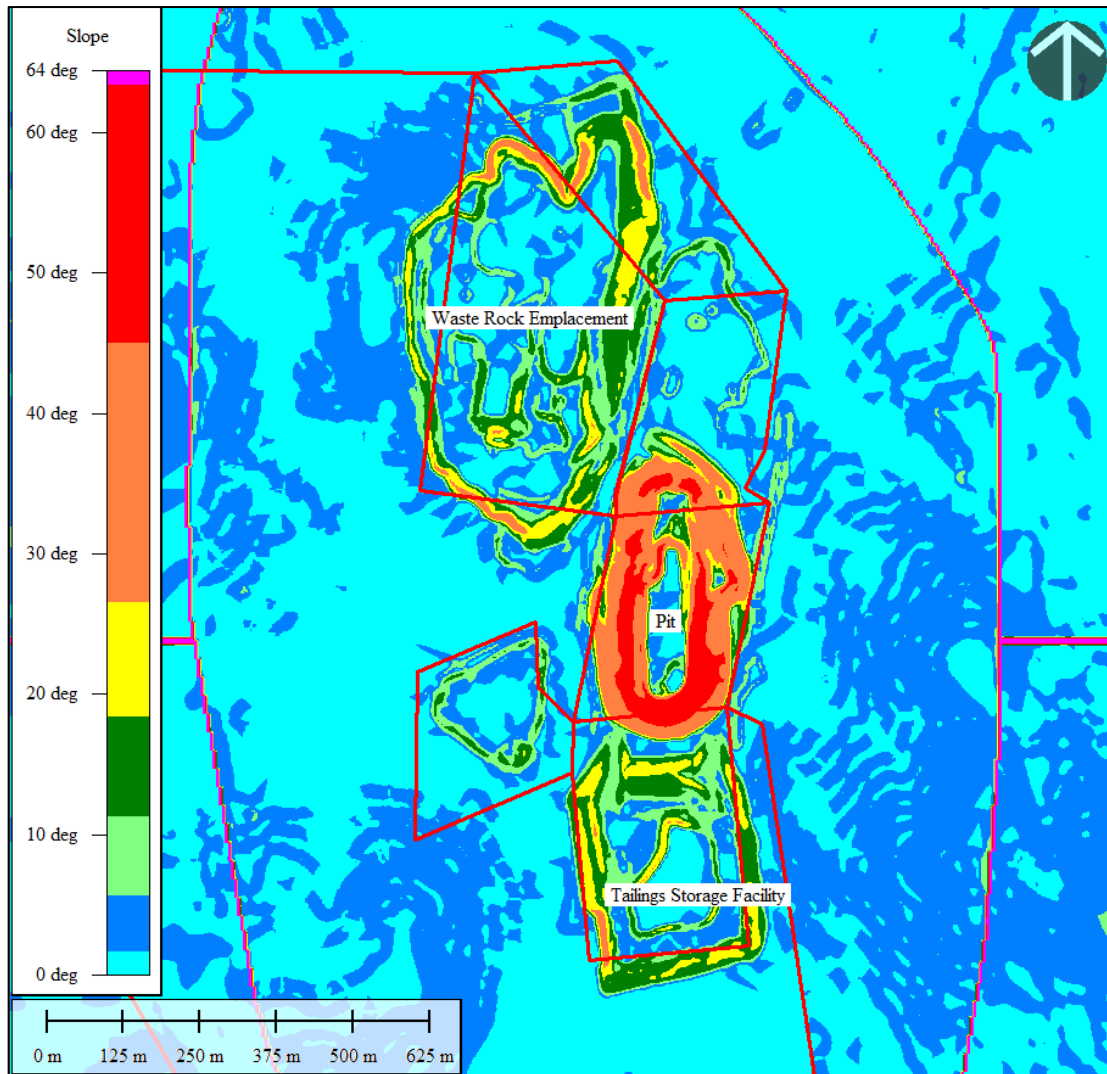 Slope
64 deg
60 deg
50 deg
40 deg
30 deg
20 deg
10 deg
0 deg
Waste Rock Emplacement
Pit
Tailings Storage Facility
0 m 125 m 250 m 375 m 500 m 625 m